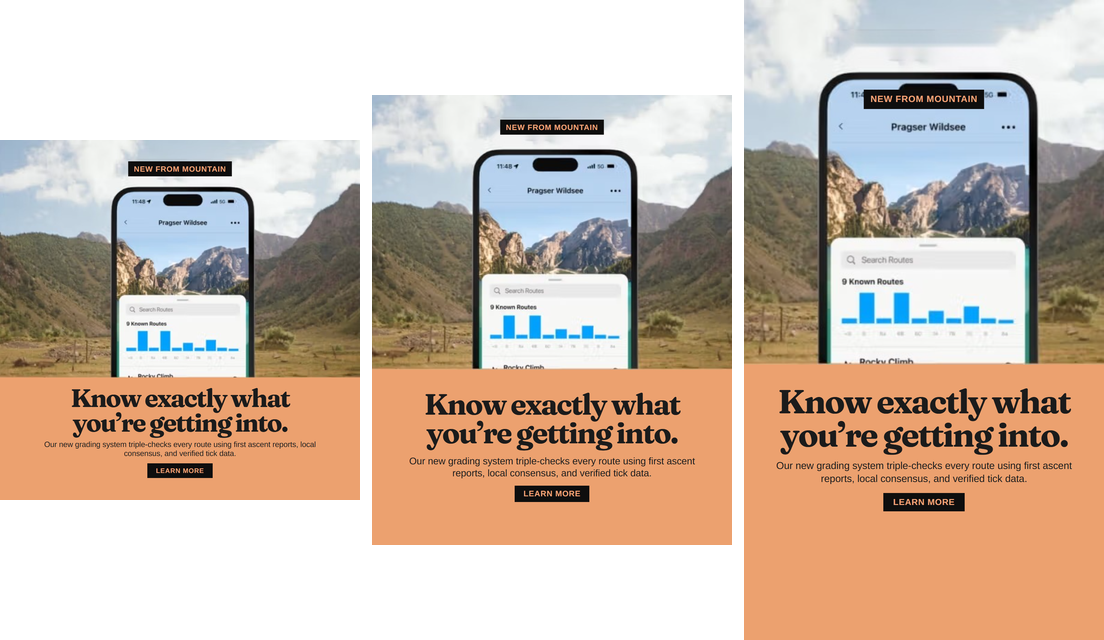 NEW FROM MOUNTAIN
11:48
5G
Pragser Wildsee
Search Routes
9 Known Routes
Rocky Climb
Know exactly what
you’re getting into.
Our new grading system triple-checks every route using first ascent reports, local
consensus, and verified tick data.
LEARN MORE
NEW FROM MOUNTAIN
11:48
5G
Pragser Wildsee
Search Routes
9 Known Routes
Rocky Climb
Know exactly what
you’re getting into.
Our new grading system triple-checks every route using first ascent
reports, local consensus, and verified tick data.
LEARN MORE
NEW FROM MOUNTAIN
5G
Pragser Wildsee
Search Routes
9 Known Routes
Rocky Climb
Know exactly what
you’re getting into.
Our new grading system triple-checks every route using first ascent
reports, local consensus, and verified tick data.
LEARN MORE